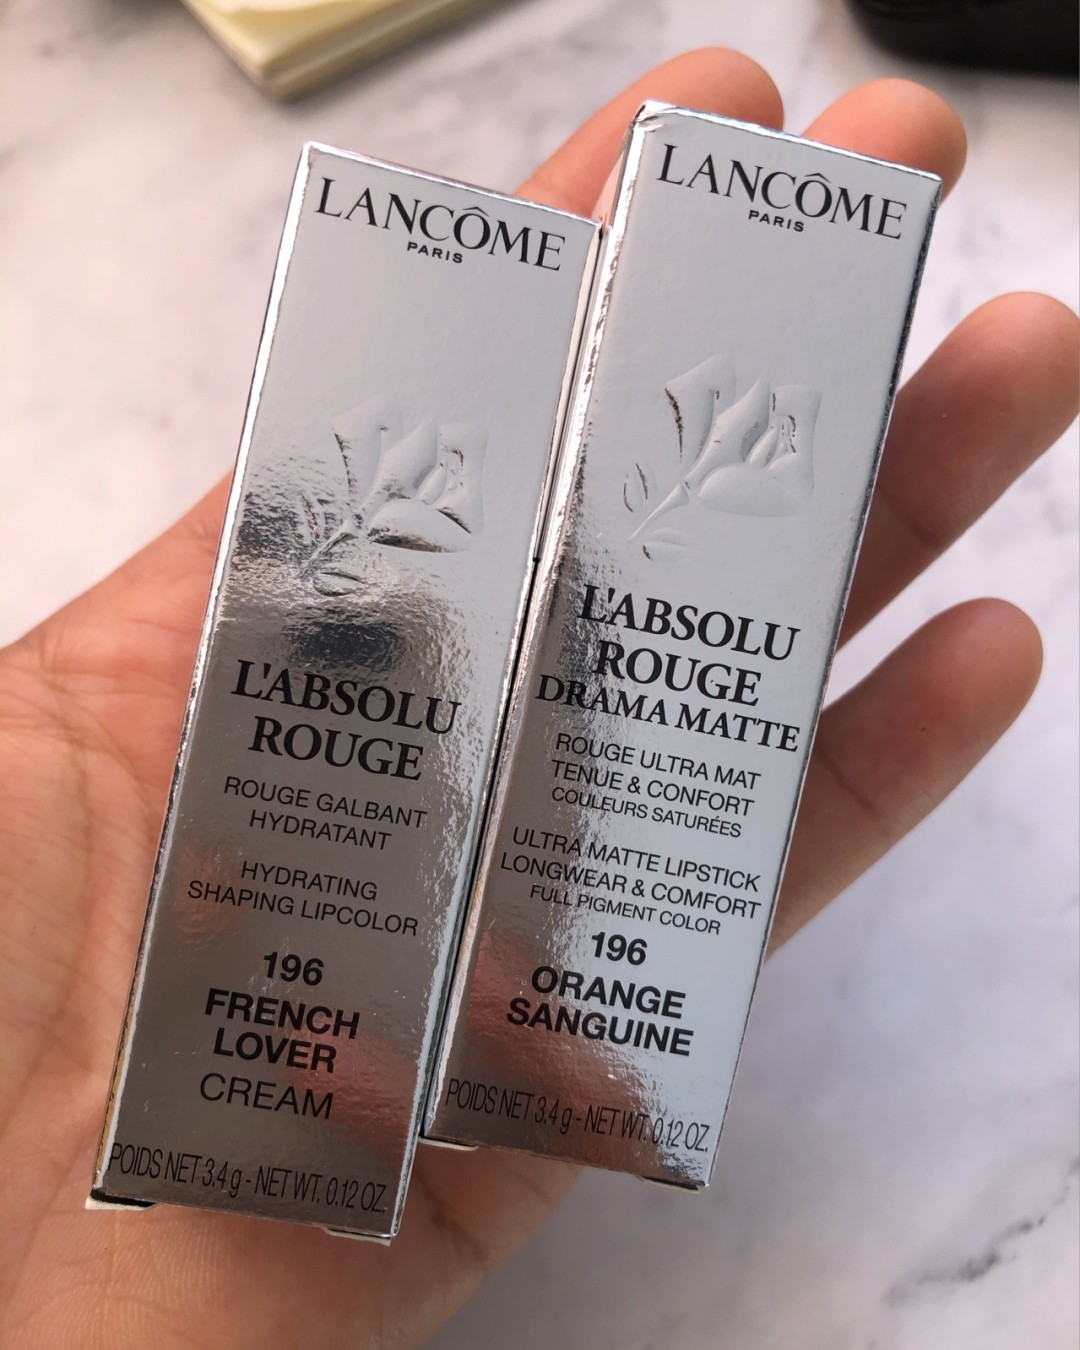 LANCÔME
PARIS
L'ABSOLU
ROUGE
ROUGE GALBANT
HYDRATANT
HYDRATING
SHAPING LIPCOLOR
196
FRENCH
LOVER
CREAM
POIDS NET 3.4 g - NET WT. 0.12 OZ.
LANCÔME
PARIS
L'ABSOLU
ROUGE
DRAMA MATTE
ROUGE ULTRA MAT
TENUE & CONFORT
COULEURS SATURÉES
ULTRA MATTE LIPSTICK
LONGWEAR & COMFORT
FULL PIGMENT COLOR
196
ORANGE
SANGUINE
POIDS NET 3.4 g - NET WT. 0.12 OZ.